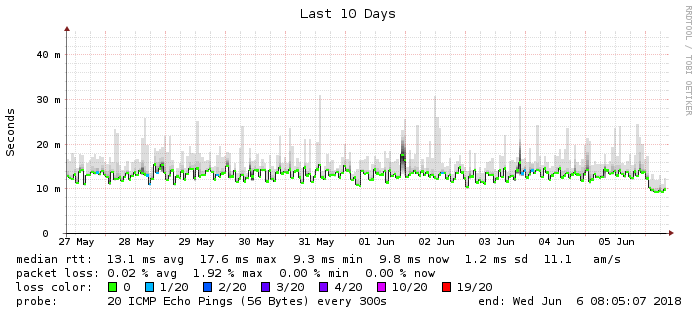 Last 10 Days
RRDTOOL / TOBI OETIKER
Seconds
40 m
30 m
20 m
10 m
0
27 May 28 May 29 May 30 May 31 May 01 Jun 02 Jun 03 Jun 04 Jun 05 Jun
median rtt: 13.1 ms avg 17.6 ms max 9.3 ms min 9.8 ms now 1.2 ms sd 11.1 am/s
packet loss: 0.02 % avg 1.92 % max 0.00 % min 0.00 % now
loss color: 0 1/20 2/20 3/20 4/20 10/20 19/20
probe: 20 ICMP Echo Pings (56 Bytes) every 300s end: Wed Jun 6 08:05:07 2018